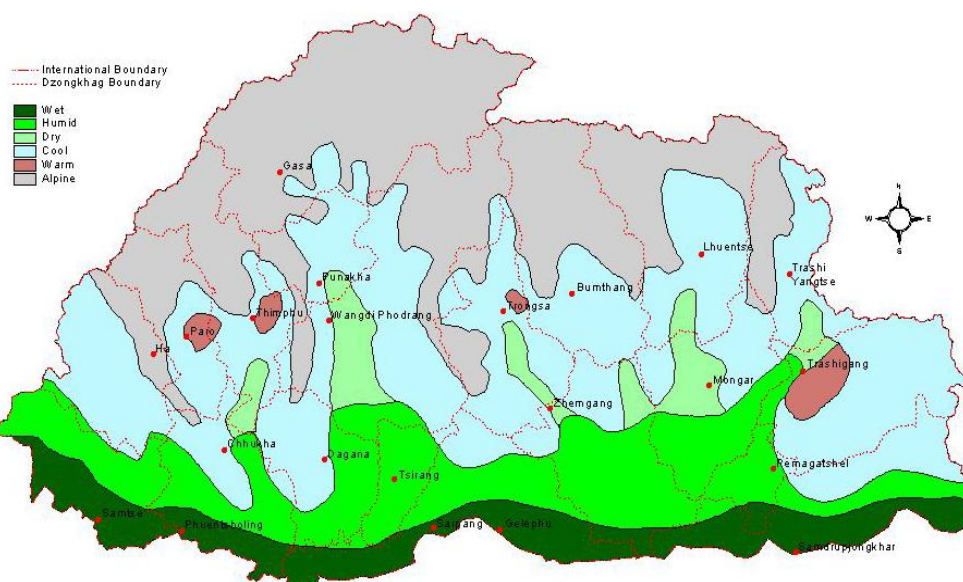 International Boundary
Dzongkhag Boundary
Wet
Humid
Dry
Cool
Warm
Alpine
N
W
E
S
Gasa
Lhuentse
Trashi
Yangtse
Punakha
Bumthang
Trongsa
Thimphu
Wangdi Phodrang
Paro
Ha
Trashigang
Mongar
Zhemgang
Chhukha
Dagana
Pemagatshel
Tsirang
Samtse
Phuentsholing
Sarpang
Gelephu
Samdrupjongkhar